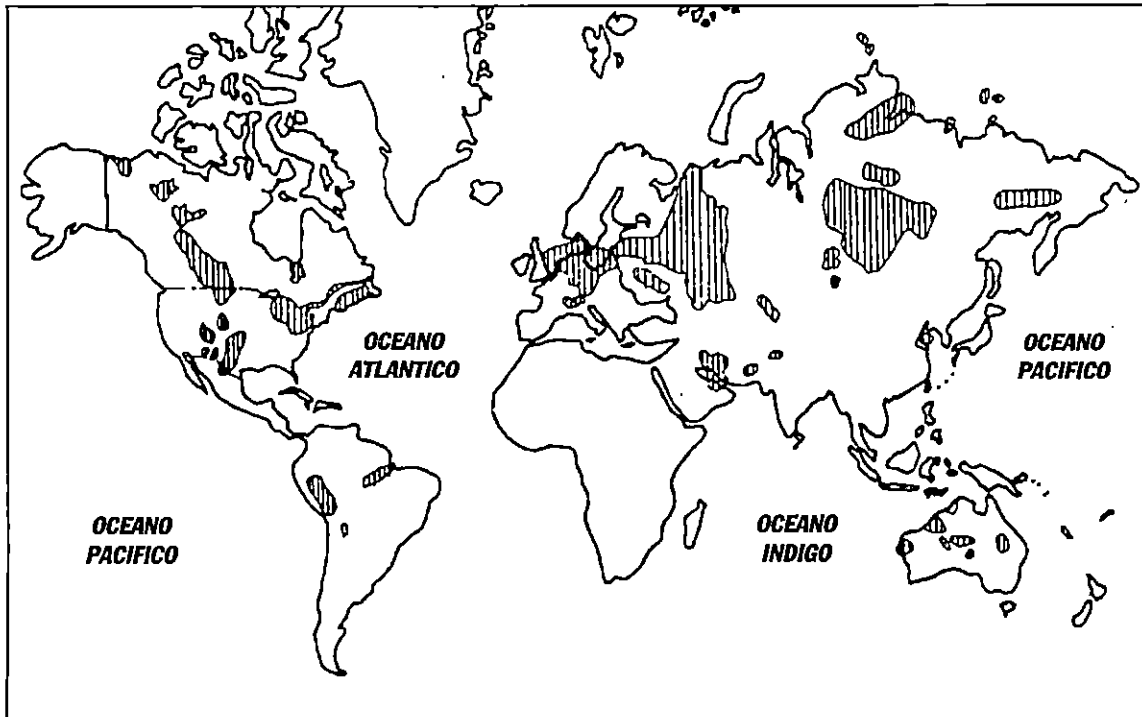 OCEANO
ATLANTICO
OCEANO
PACIFICO
OCEANO
PACIFICO
OCEANO
INDIGO